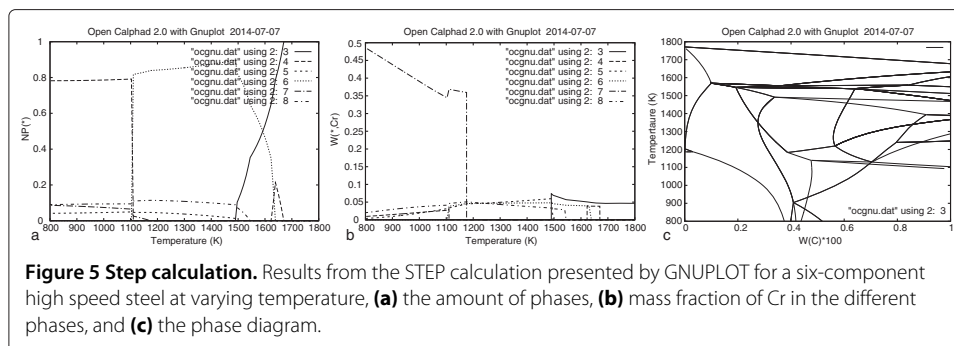 Open Calphad 2.0 with Gnuplot 2014-07-07
1
0.8
0.6
0.4
0.2
0
NP(*)
"ocgnu.dat" using 2: 3
"ocgnu.dat" using 2: 4
"ocgnu.dat" using 2: 5
"ocgnu.dat" using 2: 6
"ocgnu.dat" using 2: 7
"ocgnu.dat" using 2: 8
800 900 1000 1100 1200 1300 1400 1500 1600 1700 1800
a
Temperature (K)
Open Calphad 2.0 with Gnuplot 2014-07-07
0.5
0.45
0.4
0.35
0.3
0.25
0.2
0.15
0.1
0.05
0
W(*,Cr)
"ocgnu.dat" using 2: 3
"ocgnu.dat" using 2: 4
"ocgnu.dat" using 2: 5
"ocgnu.dat" using 2: 6
"ocgnu.dat" using 2: 7
"ocgnu.dat" using 2: 8
800 900 1000 1100 1200 1300 1400 1500 1600 1700 1800
b
Temperature (K)
Open Calphad 2.0 with Gnuplot 2014-07-07
1800
1700
1600
1500
1400
1300
1200
1100
1000
900
800
Tempertaure (K)
"ocgnu.dat" using 2: 3
0 0.2 0.4 0.6 0.8 1
c
W(C)*100
Figure 5 Step calculation. Results from the STEP calculation presented by GNUPLOT for a six-component
high speed steel at varying temperature, (a) the amount of phases, (b) mass fraction of Cr in the different
phases, and (c) the phase diagram.